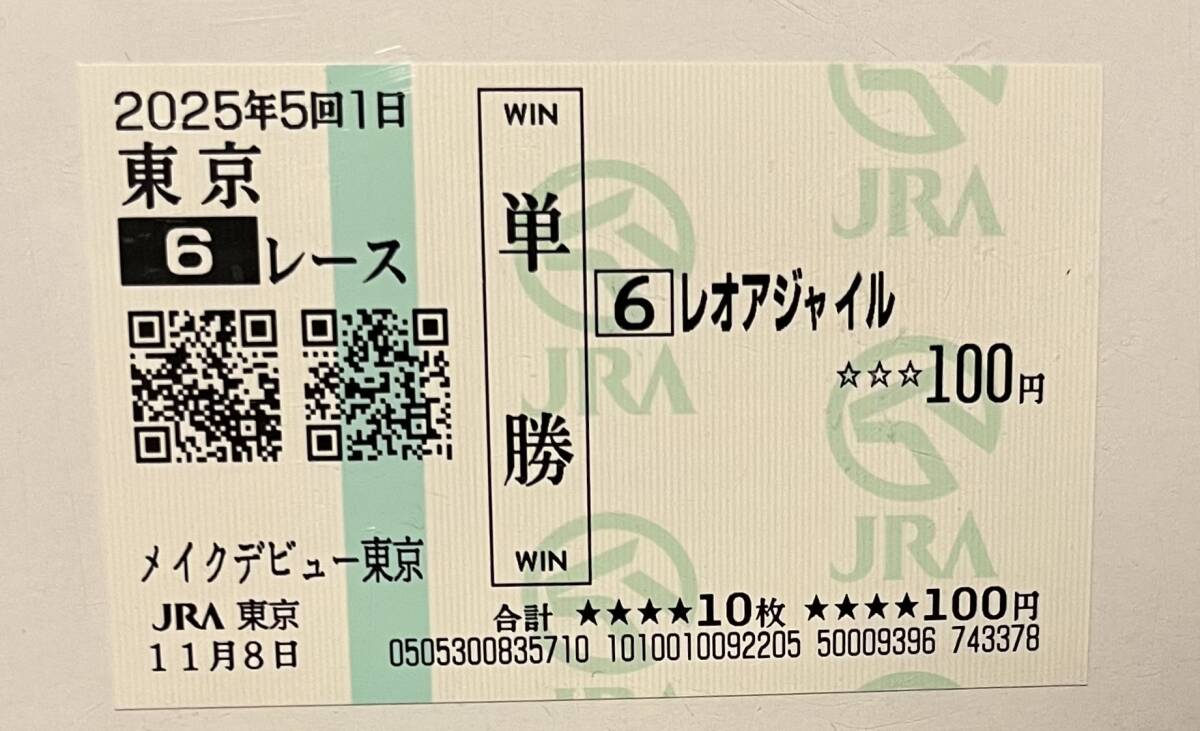 2025年5回1日
東京
6 レース
WIN
単勝
WIN
6 レオアジャイル
☆☆☆100円
メイクデビュー東京
JRA 東京
11月8日
合計 ★★★★10枚 ★★★★100円
0505300835710 1010010092205 50009396 743378
JRA
JRA
JRA
JRA